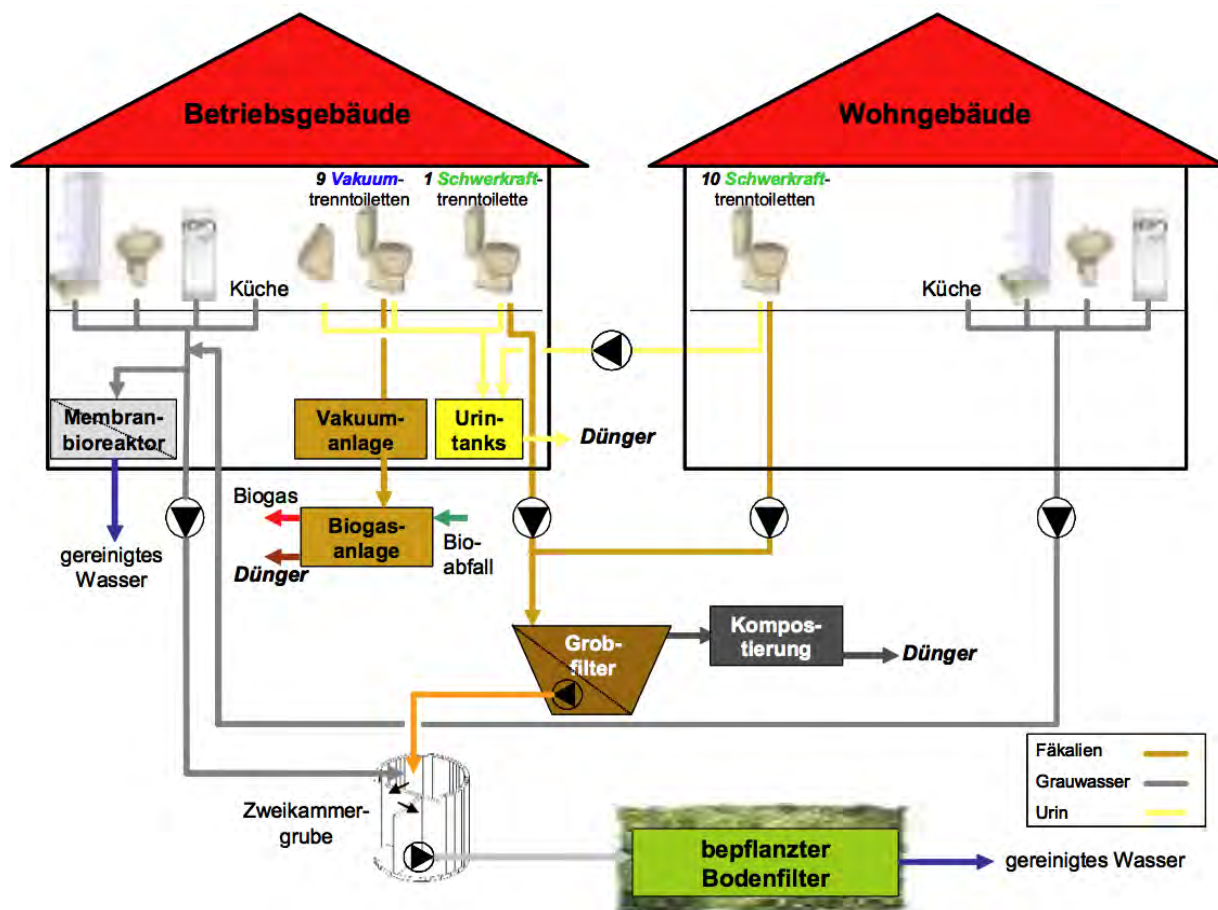 Betriebsgebäude
Wohngebäude
9 Vakuum-
trenntoiletten
1 Schwerkraft-
trenntoilette
10 Schwerkraft-
trenntoiletten
Küche
Küche
Membran-
bioreaktor
Vakuum-
anlage
Urin-
tanks
Dünger
Biogas
Biogas-
anlage
Bio-
abfall
Dünger
gereinigtes
Wasser
Grob-
filter
Kompos-
tierung
Dünger
Fäkalien
Grauwasser
Urin
Zweikammer-
grube
bepflanzter
Bodenfilter
gereinigtes Wasser